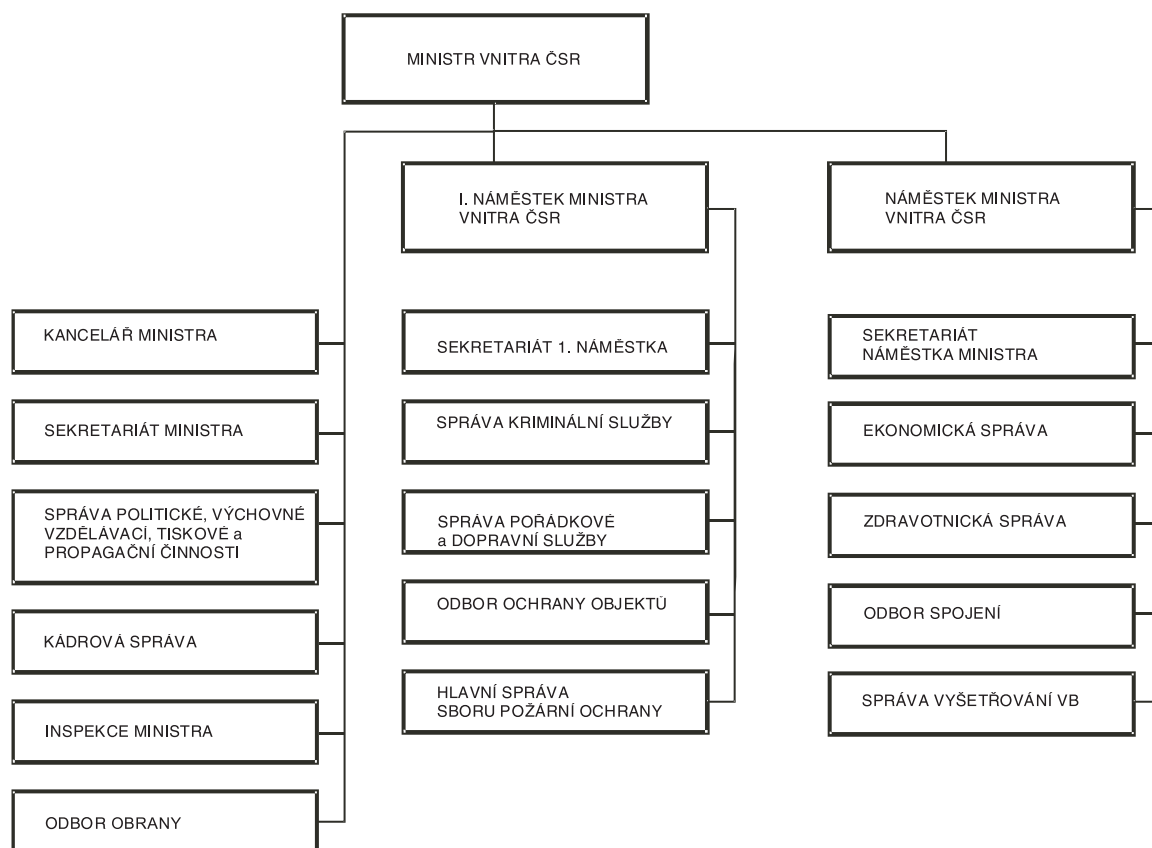 MINISTR VNITRA ČSR
I. NÁMĚSTEK MINISTRA
VNITRA ČSR
NÁMĚSTEK MINISTRA
VNITRA ČSR
KANCELÁŘ MINISTRA
SEKRETARIÁT MINISTRA
SPRÁVA POLITICKÉ, VÝCHOVNÉ
VZDĚLÁVACÍ, TISKOVÉ a
PROPAGAČNÍ ČINNOSTI
KÁDROVÁ SPRÁVA
INSPEKCE MINISTRA
ODBOR OBRANY
SEKRETARIÁT 1. NÁMĚSTKA
SPRÁVA KRIMINÁLNÍ SLUŽBY
SPRÁVA POŘÁDKOVÉ
a DOPRAVNÍ SLUŽBY
ODBOR OCHRANY OBJEKTŮ
HLAVNÍ SPRÁVA
SBORU POŽÁRNÍ OCHRANY
SEKRETARIÁT
NÁMĚSTKA MINISTRA
EKONOMICKÁ SPRÁVA
ZDRAVOTNICKÁ SPRÁVA
ODBOR SPOJENÍ
SPRÁVA VYŠETŘOVÁNÍ VB